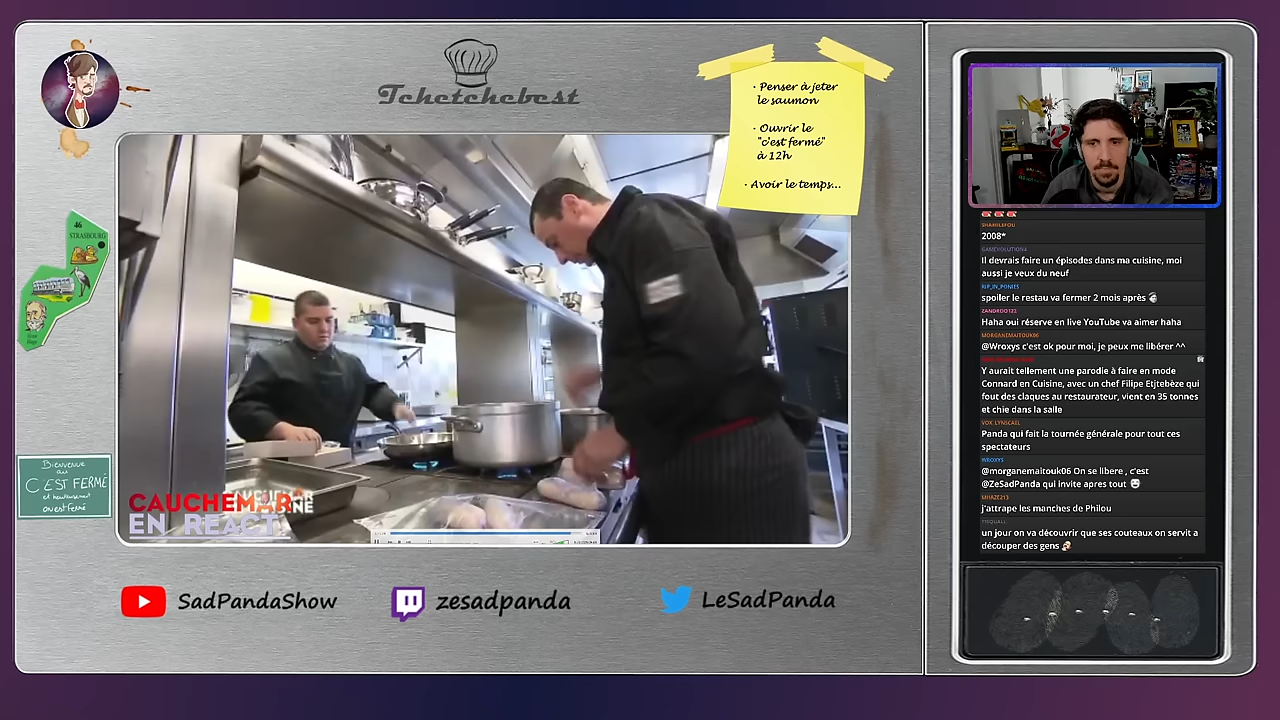 Tchetchebest
· Penser à jeter
le saumon
· Ouvrir le
"c'est fermé"
à 12h
· Avoir le temps...
46
STRASBOURG
Bienvenue
au
C'EST FERMÉ
et heureusement
on est fermé
CAUCHEMAR
EN REACT
SadPandaShow
zesadpanda
LeSadPanda
2008*
Il devrais faire un épisodes dans ma cuisine, moi
aussi je veux du neuf
RIP_IN_PONIES
spoiler le restau va fermer 2 mois après
ZANDROO122
Haha oui réserve en live YouTube va aimer haha
MORGANEMAITOUK06
@Wroxys c'est ok pour moi, je peux me libérer ^^
Y aurait tellement une parodie à faire en mode
Connard en Cuisine, avec un chef Filipe Etjtebèze qui
fout des claques au restaurateur, vient en 35 tonnes
et chie dans la salle
VOX_LYNSCAEL
Panda qui fait la tournée générale pour tout ces
spectateurs
WROXYS
@morganemaitouk06 On se libere , c'est
@ZeSadPanda qui invite apres tout
MHAZE213
j'attrape les manches de Philou
un jour on va découvrir que ses couteaux on servit a
découper des gens